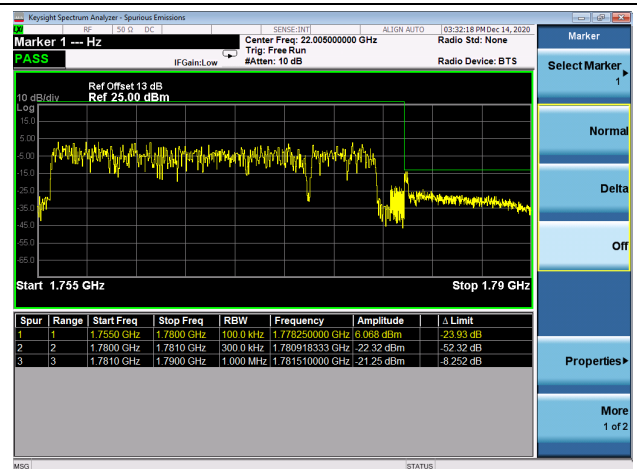 Keysight Spectrum Analyzer - Spurious Emissions
RF 50 Ω DC SENSE:INT ALIGN AUTO 03:32:18 PM Dec 14, 2020
Marker 1 --- Hz
Center Freq: 22.005000000 GHz
Radio Std: None
Trig: Free Run
PASS
IFGain:Low
#Atten: 10 dB
Radio Device: BTS
Ref Offset 13 dB
10 dB/div Ref 25.00 dBm
Log
15.0
5.00
-5.00
-15.0
-25.0
-35.0
-45.0
-55.0
-65.0
Start 1.755 GHz Stop 1.79 GHz
Spur Range Start Freq Stop Freq RBW Frequency Amplitude Δ Limit
1 1 1.7550 GHz 1.7800 GHz 100.0 kHz 1.778250000 GHz 6.068 dBm -23.93 dB
2 2 1.7800 GHz 1.7810 GHz 300.0 kHz 1.780918333 GHz -22.32 dBm -52.32 dB
3 3 1.7810 GHz 1.7900 GHz 1.000 MHz 1.781510000 GHz -21.25 dBm -8.252 dB
MSG STATUS
Marker
Select Marker
1
Normal
Delta
Off
Properties
More
1 of 2